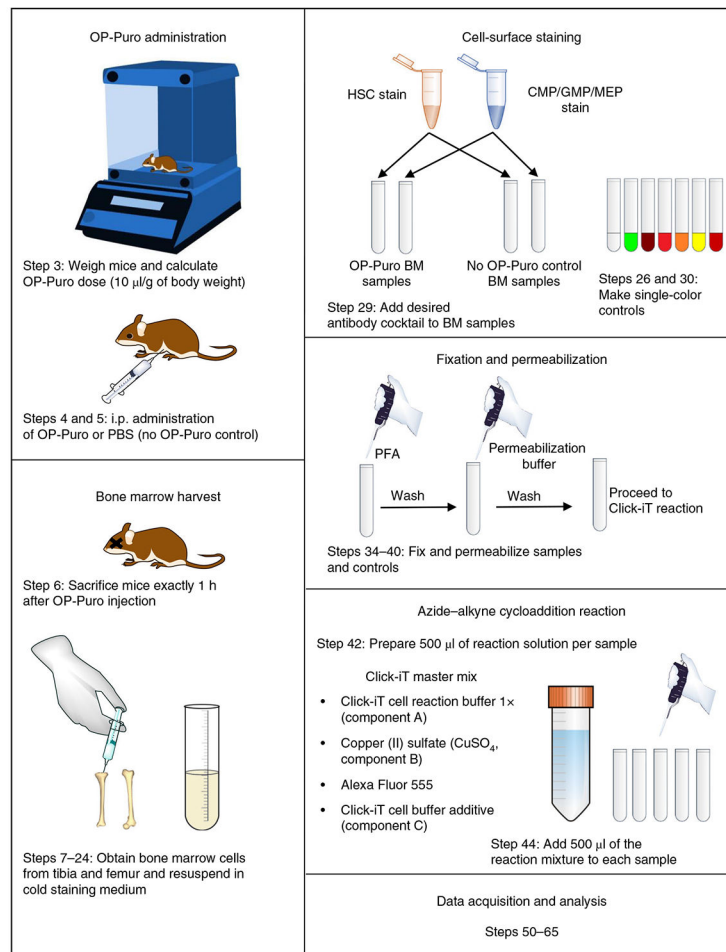 OP-Puro administration
Step 3: Weigh mice and calculate
OP-Puro dose (10 µl/g of body weight)
Steps 4 and 5: i.p. administration
of OP-Puro or PBS (no OP-Puro control)
Bone marrow harvest
Step 6: Sacrifice mice exactly 1 h
after OP-Puro injection
Steps 7–24: Obtain bone marrow cells
from tibia and femur and resuspend in
cold staining medium
Cell-surface staining
HSC stain
CMP/GMP/MEP
stain
OP-Puro BM
samples
No OP-Puro control
BM samples
Step 29: Add desired
antibody cocktail to BM samples
Steps 26 and 30:
Make single-color
controls
Fixation and permeabilization
PFA
Permeabilization
buffer
Wash
Wash
Proceed to
Click-iT reaction
Steps 34–40: Fix and permeabilize samples
and controls
Azide–alkyne cycloaddition reaction
Step 42: Prepare 500 µl of reaction solution per sample
Click-iT master mix
• Click-iT cell reaction buffer 1×
(component A)
• Copper (II) sulfate (CuSO₄,
component B)
• Alexa Fluor 555
• Click-iT cell buffer additive
(component C)
Step 44: Add 500 µl of the
reaction mixture to each sample
Data acquisition and analysis
Steps 50–65